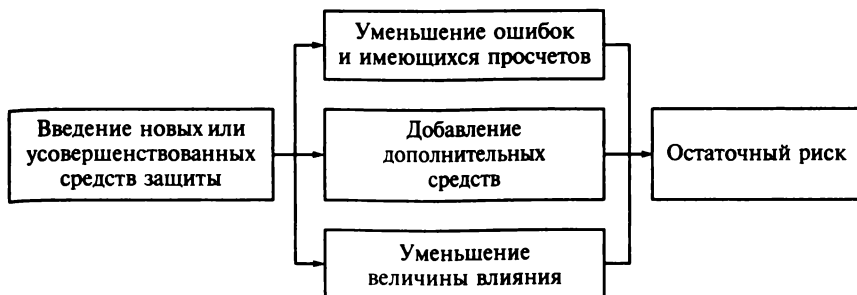 Уменьшение ошибок
и имеющихся просчетов
Введение новых или
усовершенствованных
средств защиты
Добавление
дополнительных
средств
Остаточный риск
Уменьшение
величины влияния